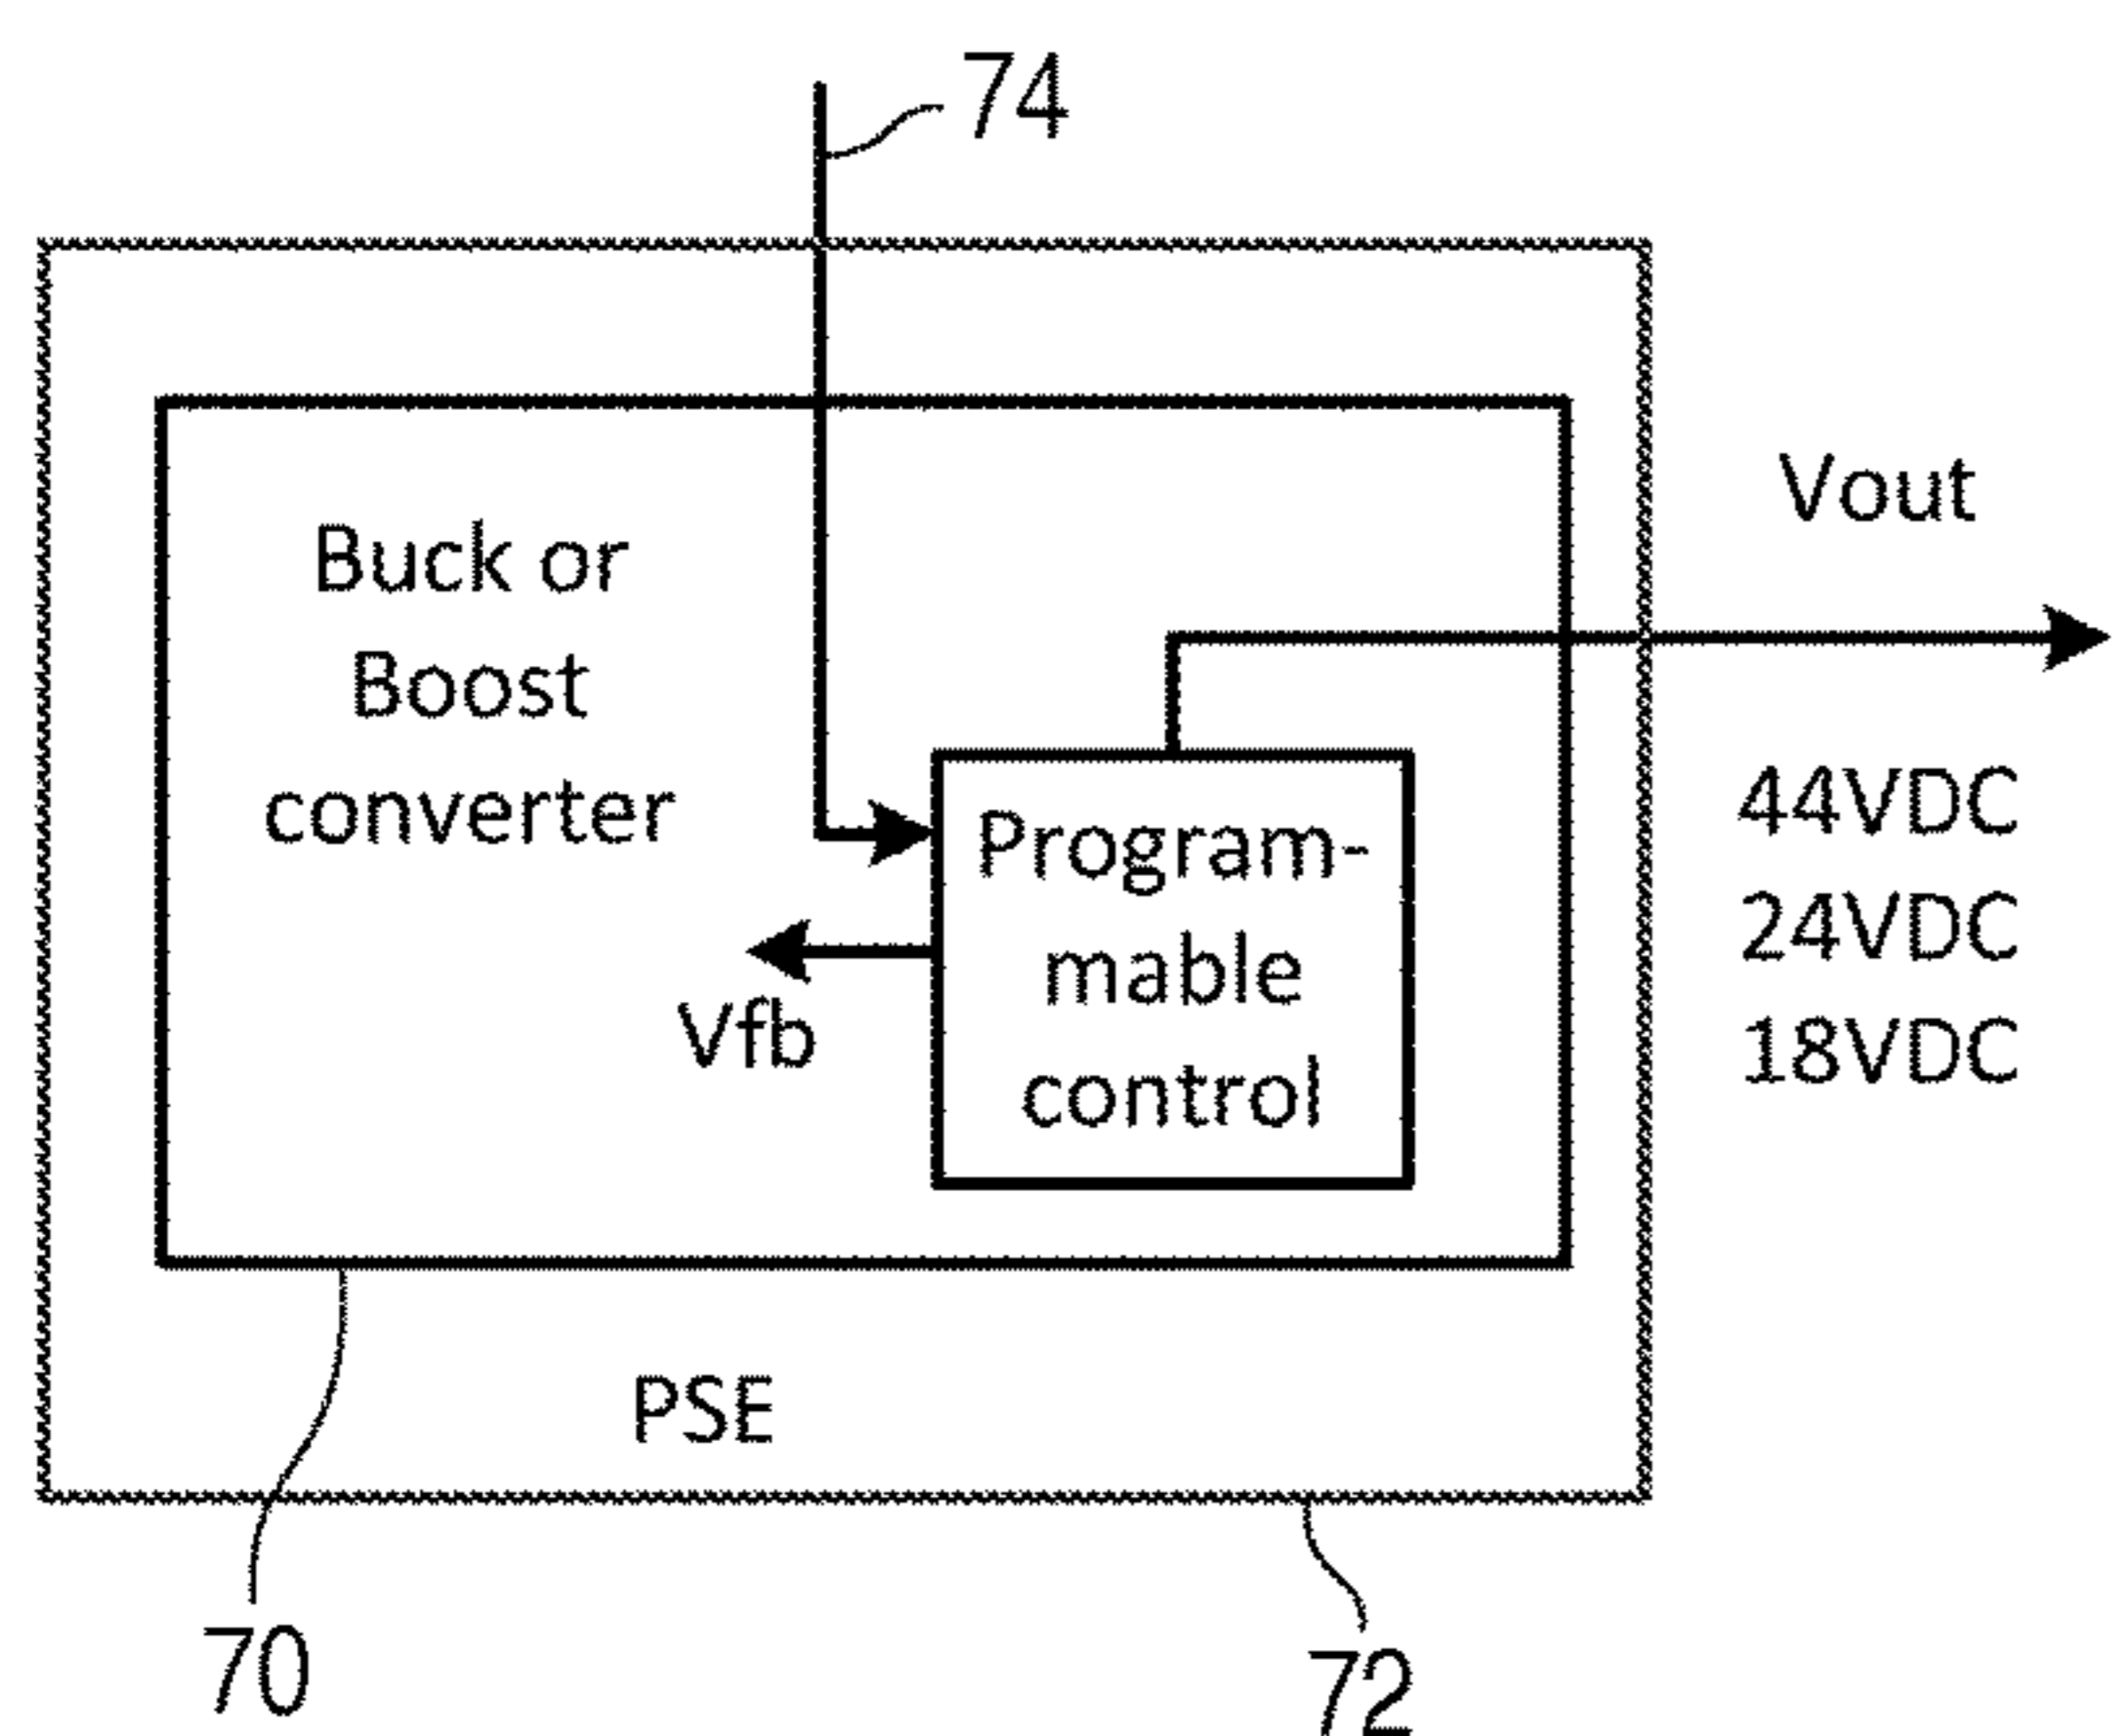 74
Vout
Buck or
Boost
converter
44VDC
24VDC
18VDC
Program-
mable
control
Vfb
PSE
70
72